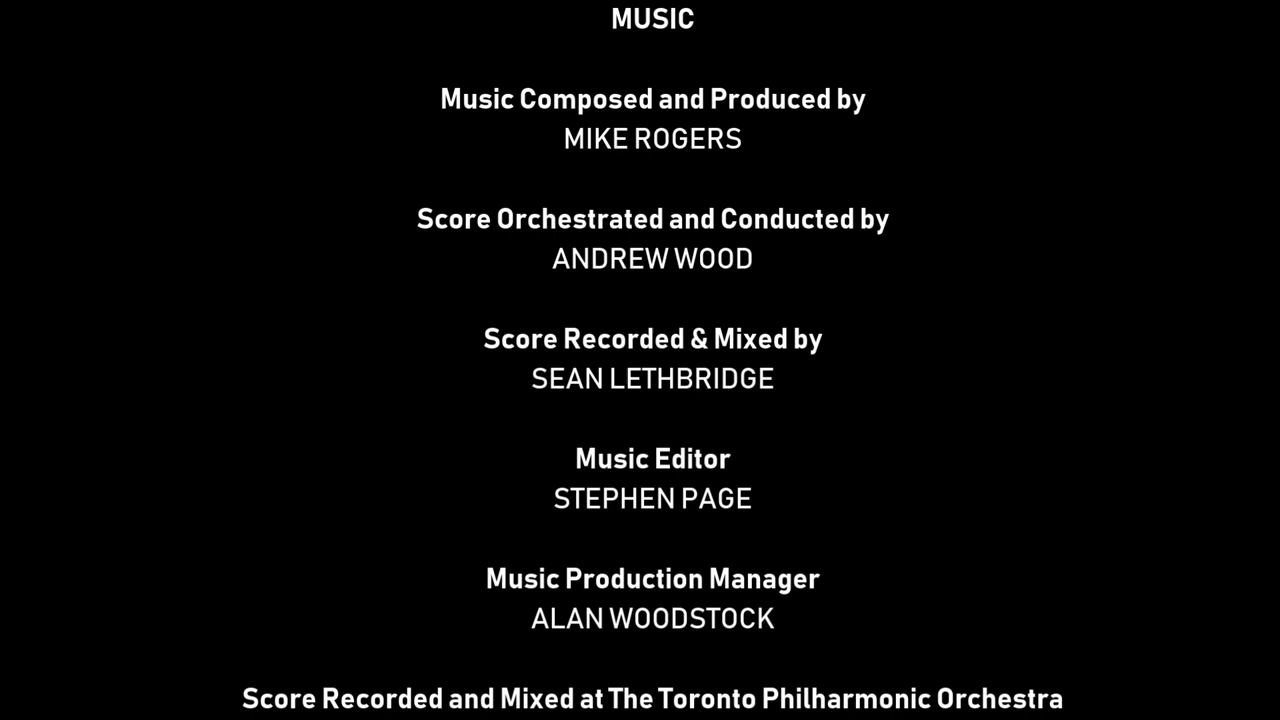 MUSIC
Music Composed and Produced by
MIKE ROGERS
Score Orchestrated and Conducted by
ANDREW WOOD
Score Recorded & Mixed by
SEAN LETHBRIDGE
Music Editor
STEPHEN PAGE
Music Production Manager
ALAN WOODSTOCK
Score Recorded and Mixed at The Toronto Philharmonic Orchestra